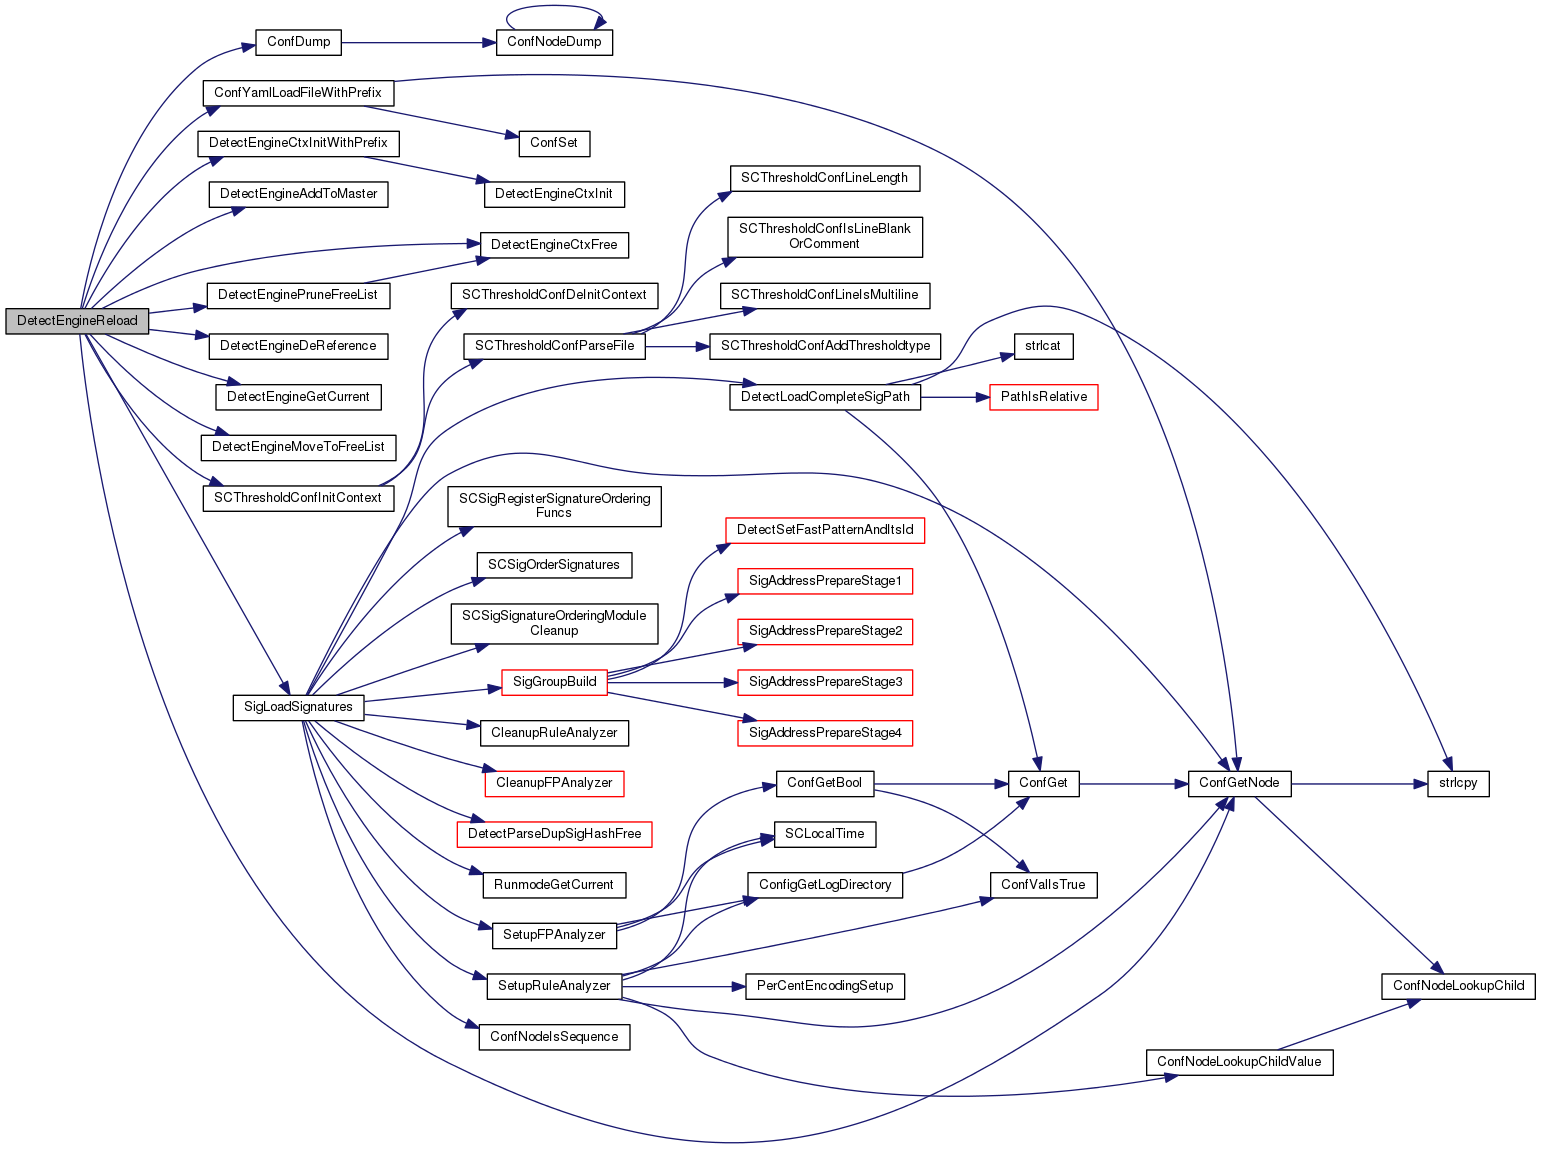 ConfDump
ConfNodeDump
ConfYamlLoadFileWithPrefix
ConfSet
DetectEngineCtxInitWithPrefix
DetectEngineCtxInit
SCThresholdConfLineLength
DetectEngineAddToMaster
SCThresholdConfIsLineBlank
OrComment
DetectEngineCtxFree
DetectEnginePruneFreeList
SCThresholdConfDeInitContext
SCThresholdConfLineIsMultiline
DetectEngineReload
DetectEngineDeReference
SCThresholdConfParseFile
SCThresholdConfAddThresholdtype
strlcat
DetectEngineGetCurrent
DetectLoadCompleteSigPath
PathIsRelative
DetectEngineMoveToFreeList
SCThresholdConfInitContext
SCSigRegisterSignatureOrdering
Funcs
DetectSetFastPatternAndItsId
SCSigOrderSignatures
SigAddressPrepareStage1
SCSigSignatureOrderingModule
Cleanup
SigAddressPrepareStage2
SigGroupBuild
SigAddressPrepareStage3
SigLoadSignatures
CleanupRuleAnalyzer
SigAddressPrepareStage4
CleanupFPAnalyzer
ConfGetBool
ConfGet
ConfGetNode
strlcpy
DetectParseDupSigHashFree
SCLocalTime
RunmodeGetCurrent
ConfigGetLogDirectory
ConfValIsTrue
SetupFPAnalyzer
SetupRuleAnalyzer
PerCentEncodingSetup
ConfNodeLookupChild
ConfNodeIsSequence
ConfNodeLookupChildValue